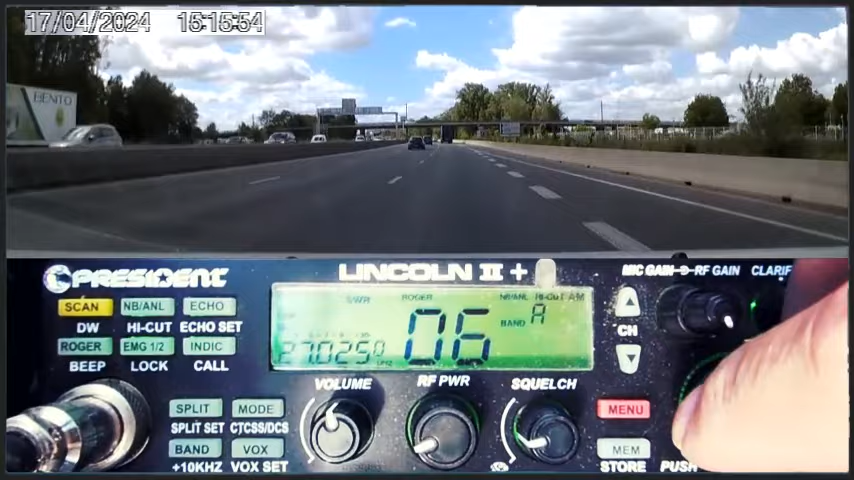 17/04/2024 15:15:54
BENITO
PRESIDENT
LINCOLN II +
MIC GAIN RF GAIN CLARIF
SCAN NB/ANL ECHO
DW HI-CUT ECHO SET
ROGER EMG 1/2 INDIC
BEEP LOCK CALL
SPLIT MODE
SPLIT SET CTCSS/DCS
BAND VOX
+10KHZ VOX SET
ROGER NB/ANL HI-CUT AM
06 BAND A
27.0250
CH
VOLUME RF PWR SQUELCH
MENU
MEM
STORE PUSH